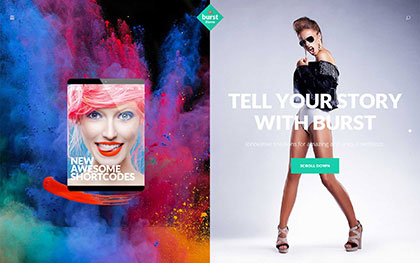 burst
NEW
AWESOME
SHORTCODES
TELL YOUR STORY
WITH BURST
SCROLL DOWN